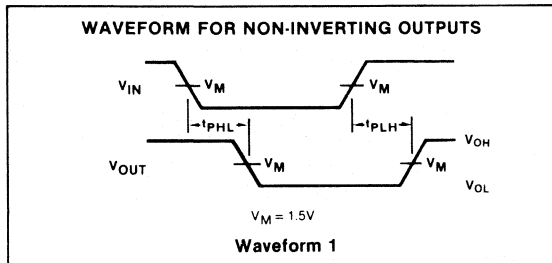 WAVEFORM FOR NON-INVERTING OUTPUTS
VIN
VM
VM
tPHL
tPLH
VOUT
VM
VM
VOH
VOL
VM = 1.5V
Waveform 1